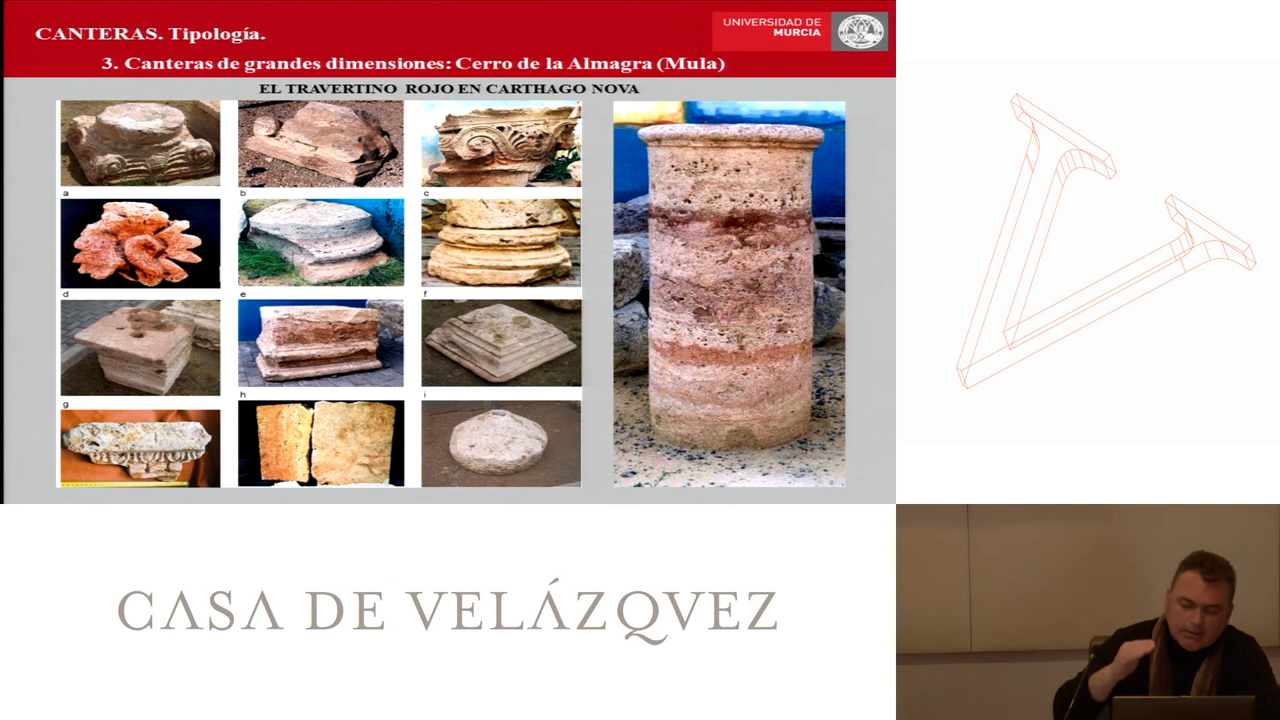 CANTERAS. Tipología.
UNIVERSIDAD DE
MURCIA
3. Canteras de grandes dimensiones: Cerro de la Almagra (Mula)
EL TRAVERTINO ROJO EN CARTHAGO NOVA
a
b
c
d
e
f
g
h
i
CASA DE VELÁZQVEZ